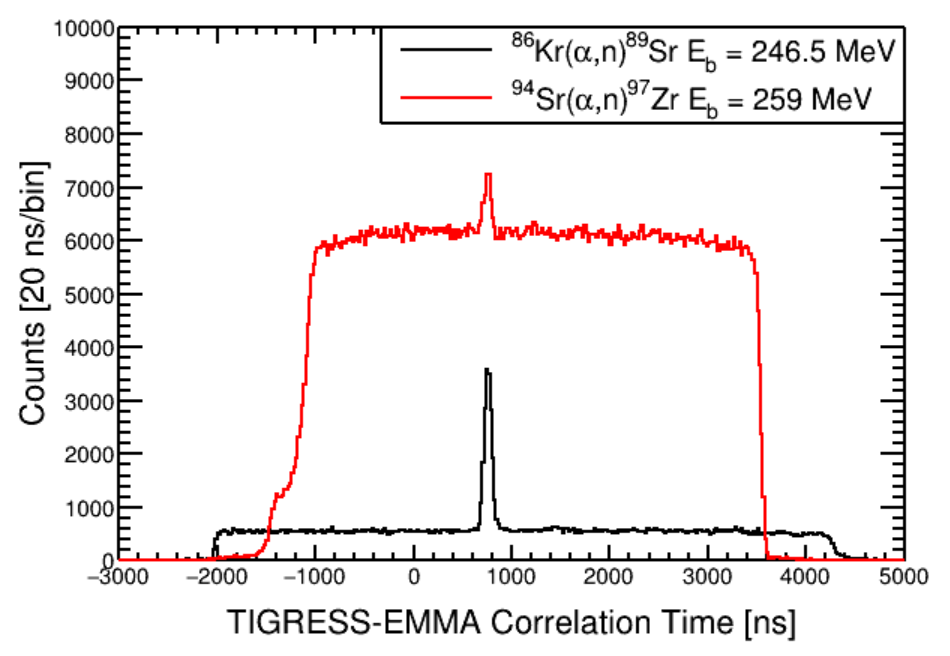 10000
9000
8000
7000
6000
5000
4000
3000
2000
1000
0
Counts [20 ns/bin]
⁸⁶Kr(α,n)⁸⁹Sr E_b = 246.5 MeV
⁹⁴Sr(α,n)⁹⁷Zr E_b = 259 MeV
−3000 −2000 −1000 0 1000 2000 3000 4000 5000
TIGRESS-EMMA Correlation Time [ns]